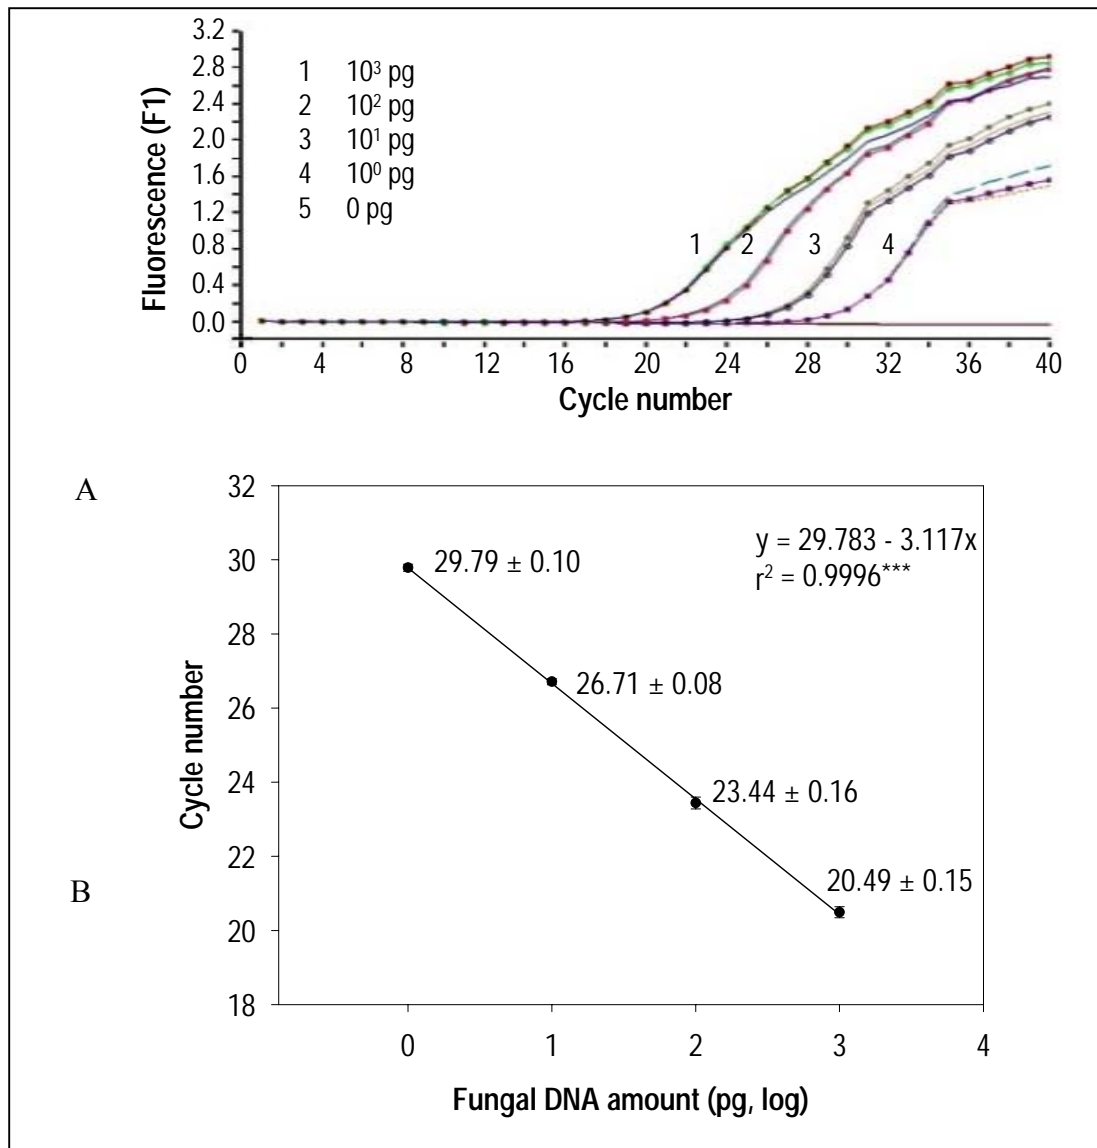 3.2
2.8
2.4
2.0
1.6
1.2
0.8
0.4
0.0
Fluorescence (F1)
1 10³ pg
2 10² pg
3 10¹ pg
4 10⁰ pg
5 0 pg
1 2 3 4
0 4 8 12 16 20 24 28 32 36 40
Cycle number
A
32
30
28
26
24
22
20
18
Cycle number
y = 29.783 - 3.117x
r² = 0.9996***
29.79 ± 0.10
26.71 ± 0.08
23.44 ± 0.16
20.49 ± 0.15
B
0 1 2 3 4
Fungal DNA amount (pg, log)